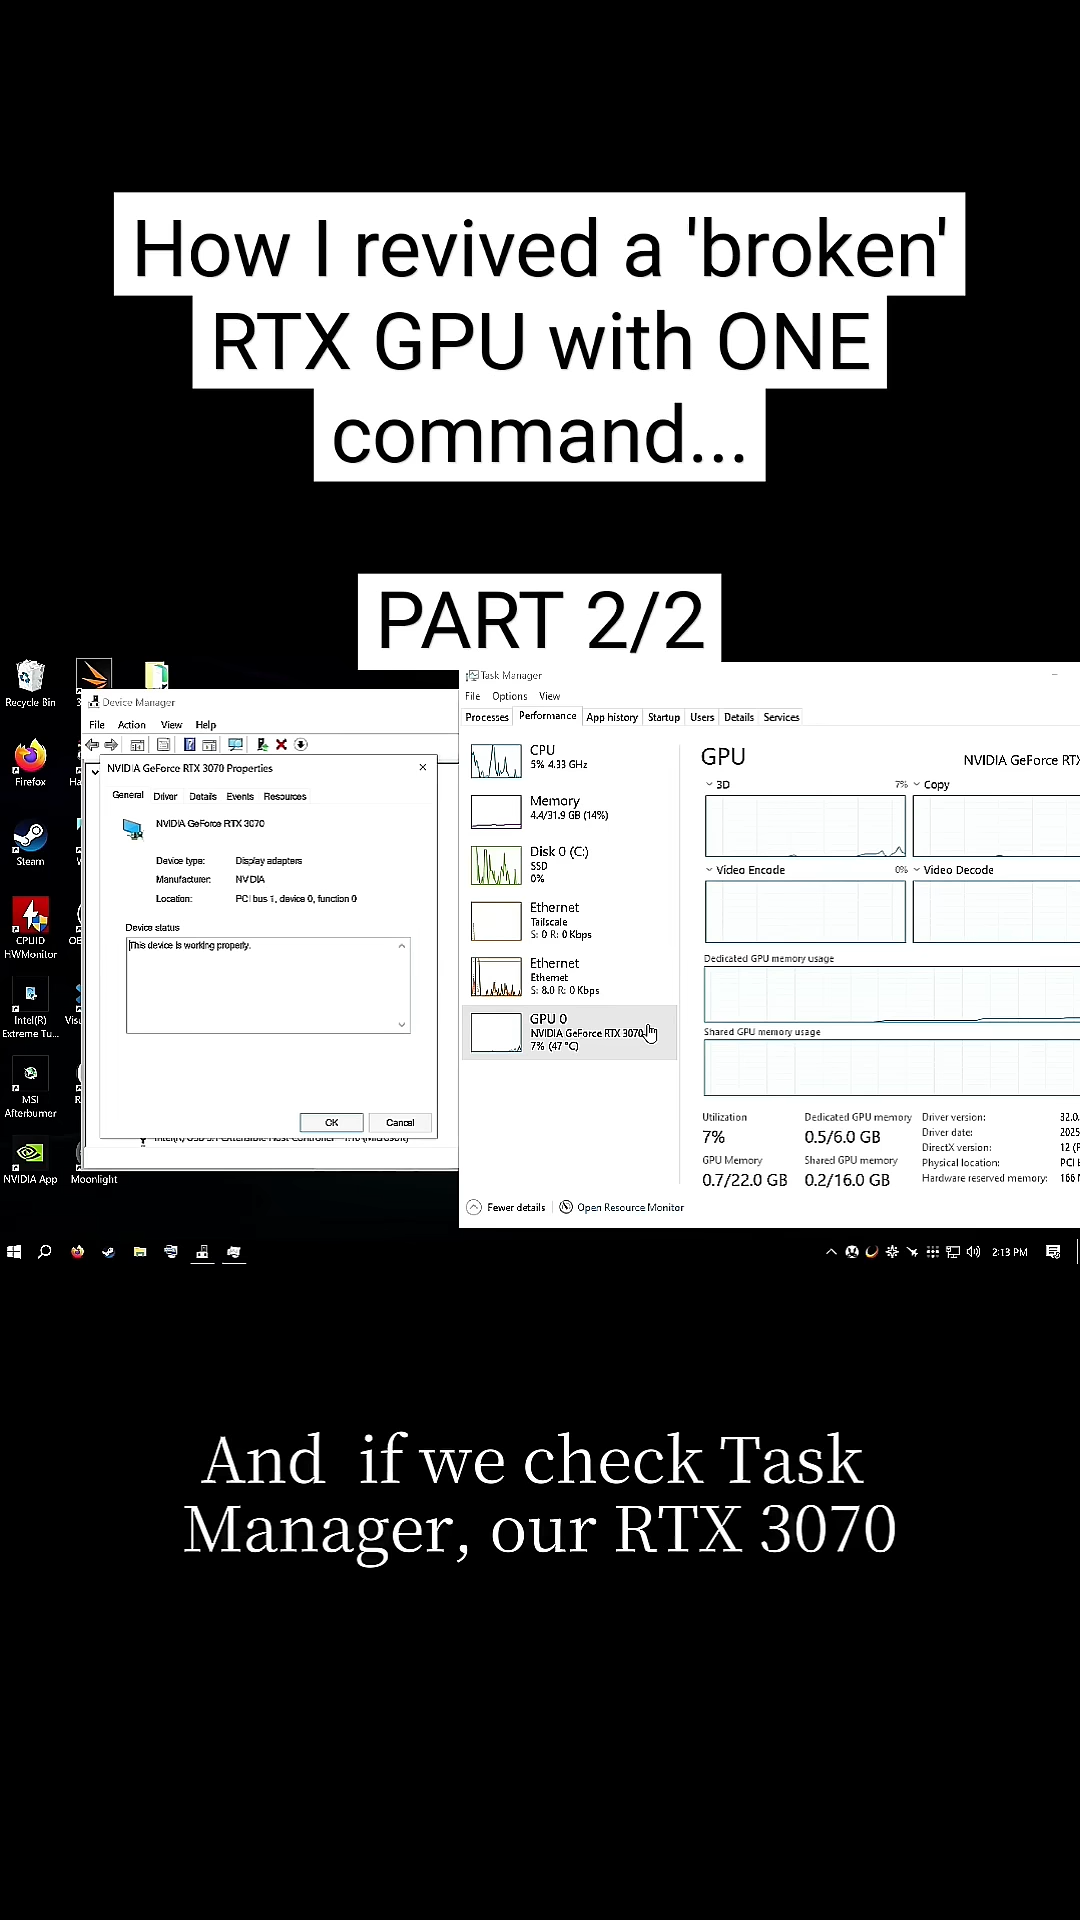 How I revived a 'broken'
RTX GPU with ONE
command...
PART 2/2
Recycle Bin
Firefox
Steam
CPUID
HWMonitor
Intel(R)
Extreme Tu...
MSI
Afterburner
NVIDIA App
Moonlight
Device Manager
File Action View Help
NVIDIA GeForce RTX 3070 Properties
General Driver Details Events Resources
NVIDIA GeForce RTX 3070
Device type: Display adapters
Manufacturer: NVIDIA
Location: PCI bus 1, device 0, function 0
Device status
This device is working properly.
OK Cancel
Task Manager
File Options View
Processes Performance App history Startup Users Details Services
CPU
5% 4.33 GHz
Memory
4.4/31.9 GB (14%)
Disk 0 (C:)
SSD
0%
Ethernet
Tailscale
S: 0 R: 0 Kbps
Ethernet
Ethernet
S: 8.0 R: 0 Kbps
GPU 0
NVIDIA GeForce RTX 3070
7% (47 °C)
GPU NVIDIA GeForce RTX
3D 7% Copy
Video Encode 0% Video Decode
Dedicated GPU memory usage
Shared GPU memory usage
Utilization
7%
Dedicated GPU memory
0.5/6.0 GB
GPU Memory
0.7/22.0 GB
Shared GPU memory
0.2/16.0 GB
Driver version: 32.0.
Driver date: 2025
DirectX version: 12 (F
Physical location: PCI
Hardware reserved memory: 166
Fewer details Open Resource Monitor
2:13 PM
And if we check Task
Manager, our RTX 3070